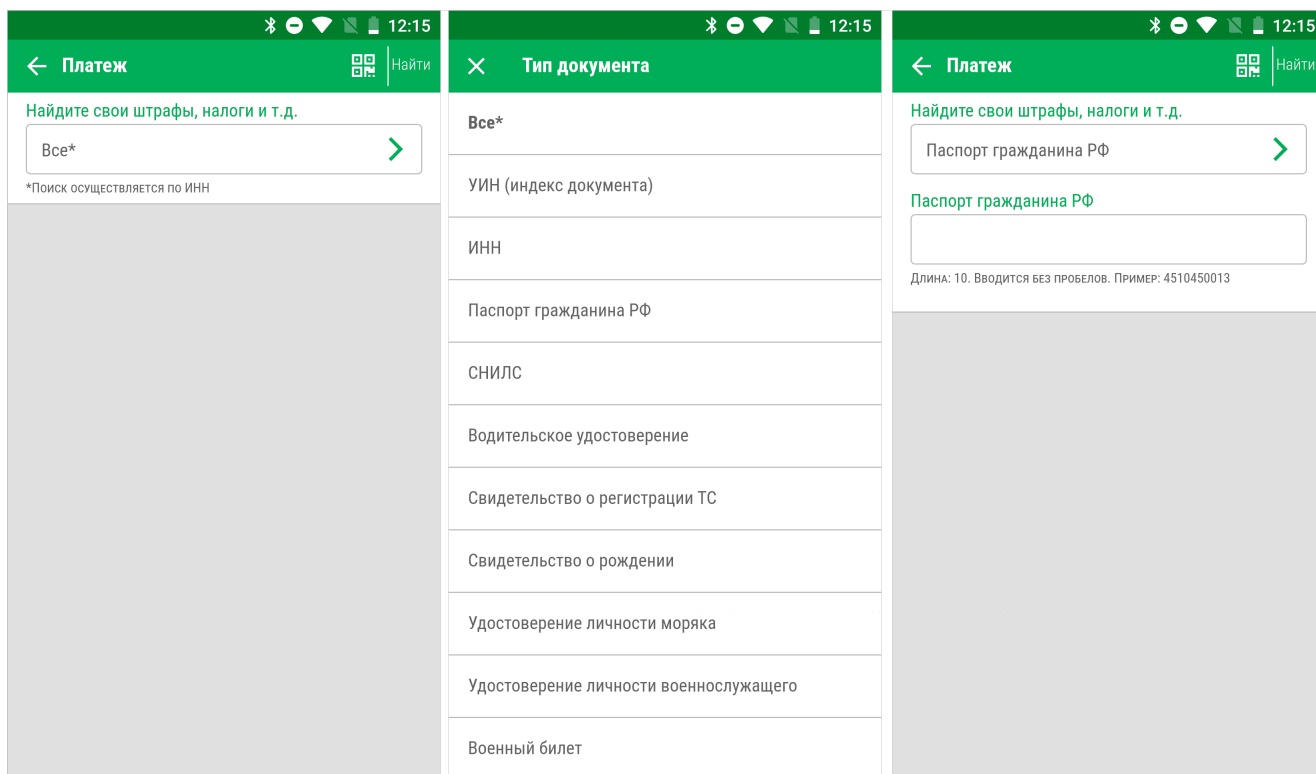 12:15
Платеж
Найти
Найдите свои штрафы, налоги и т.д.
Все*
*Поиск осуществляется по ИНН
12:15
Тип документа
Все*
УИН (индекс документа)
ИНН
Паспорт гражданина РФ
СНИЛС
Водительское удостоверение
Свидетельство о регистрации ТС
Свидетельство о рождении
Удостоверение личности моряка
Удостоверение личности военнослужащего
Военный билет
12:15
Платеж
Найти
Найдите свои штрафы, налоги и т.д.
Паспорт гражданина РФ
Паспорт гражданина РФ
Длина: 10. Вводится без пробелов. Пример: 4510450013